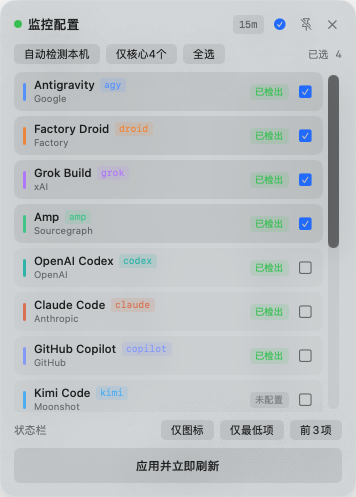 监控配置 15m
自动检测本机 仅核心4个 全选 已选 4
Antigravity agy
Google
已检出
Factory Droid droid
Factory
已检出
Grok Build grok
xAI
已检出
Amp amp
Sourcegraph
已检出
OpenAI Codex codex
OpenAI
已检出
Claude Code claude
Anthropic
已检出
GitHub Copilot copilot
GitHub
已检出
Kimi Code kimi
Moonshot
未配置
状态栏 仅图标 仅最低项 前3项
应用并立即刷新